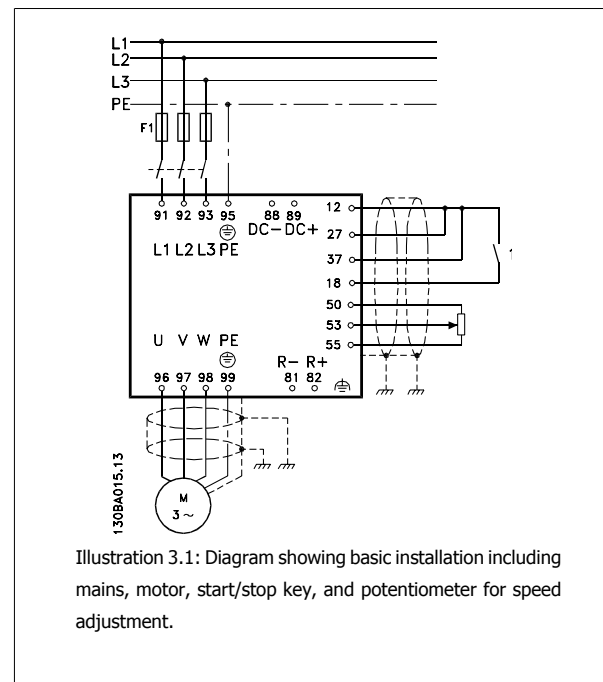 L1
L2
L3
PE
F1
91 92 93 95 88 89
DC- DC+
L1 L2 L3 PE
12
27
37
18
50
53
55
U V W PE
R- R+
96 97 98 99 81 82
M
3 ~
130BA015.13
Illustration 3.1: Diagram showing basic installation including
mains, motor, start/stop key, and potentiometer for speed
adjustment.